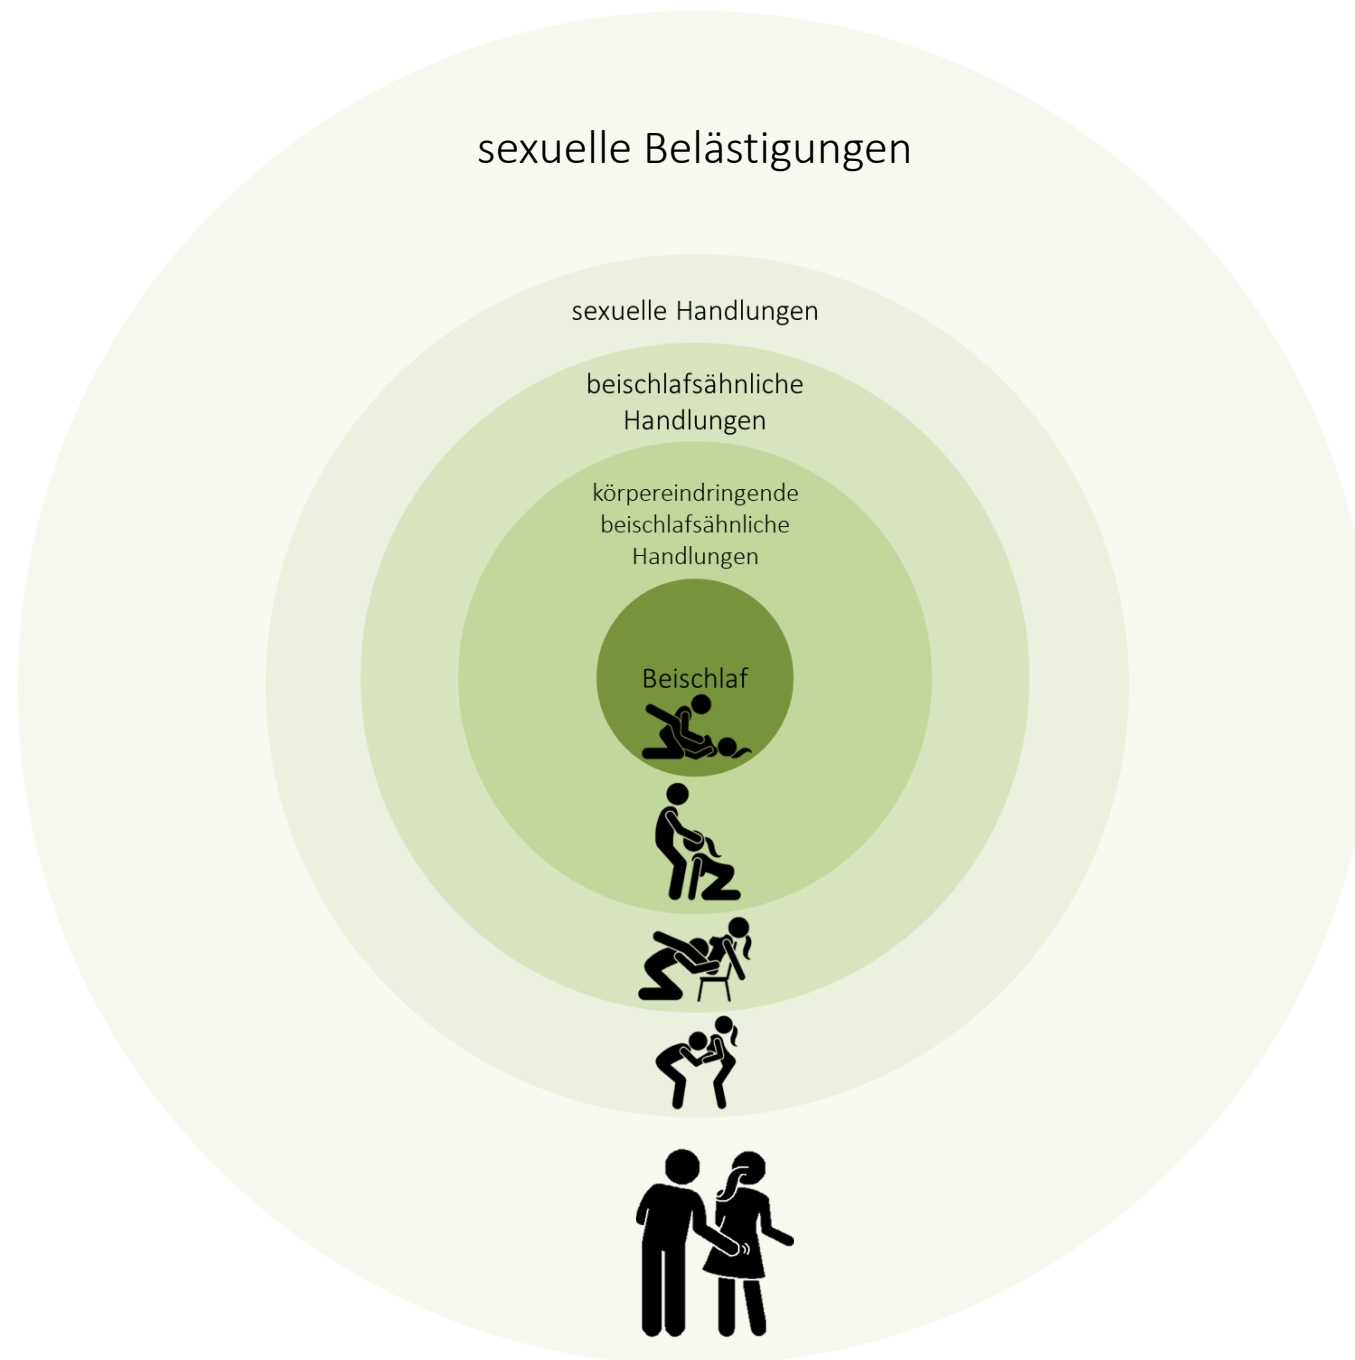 sexuelle Belästigungen
sexuelle Handlungen
beischlafsähnliche
Handlungen
körpereindringende
beischlafsähnliche
Handlungen
Beischlaf